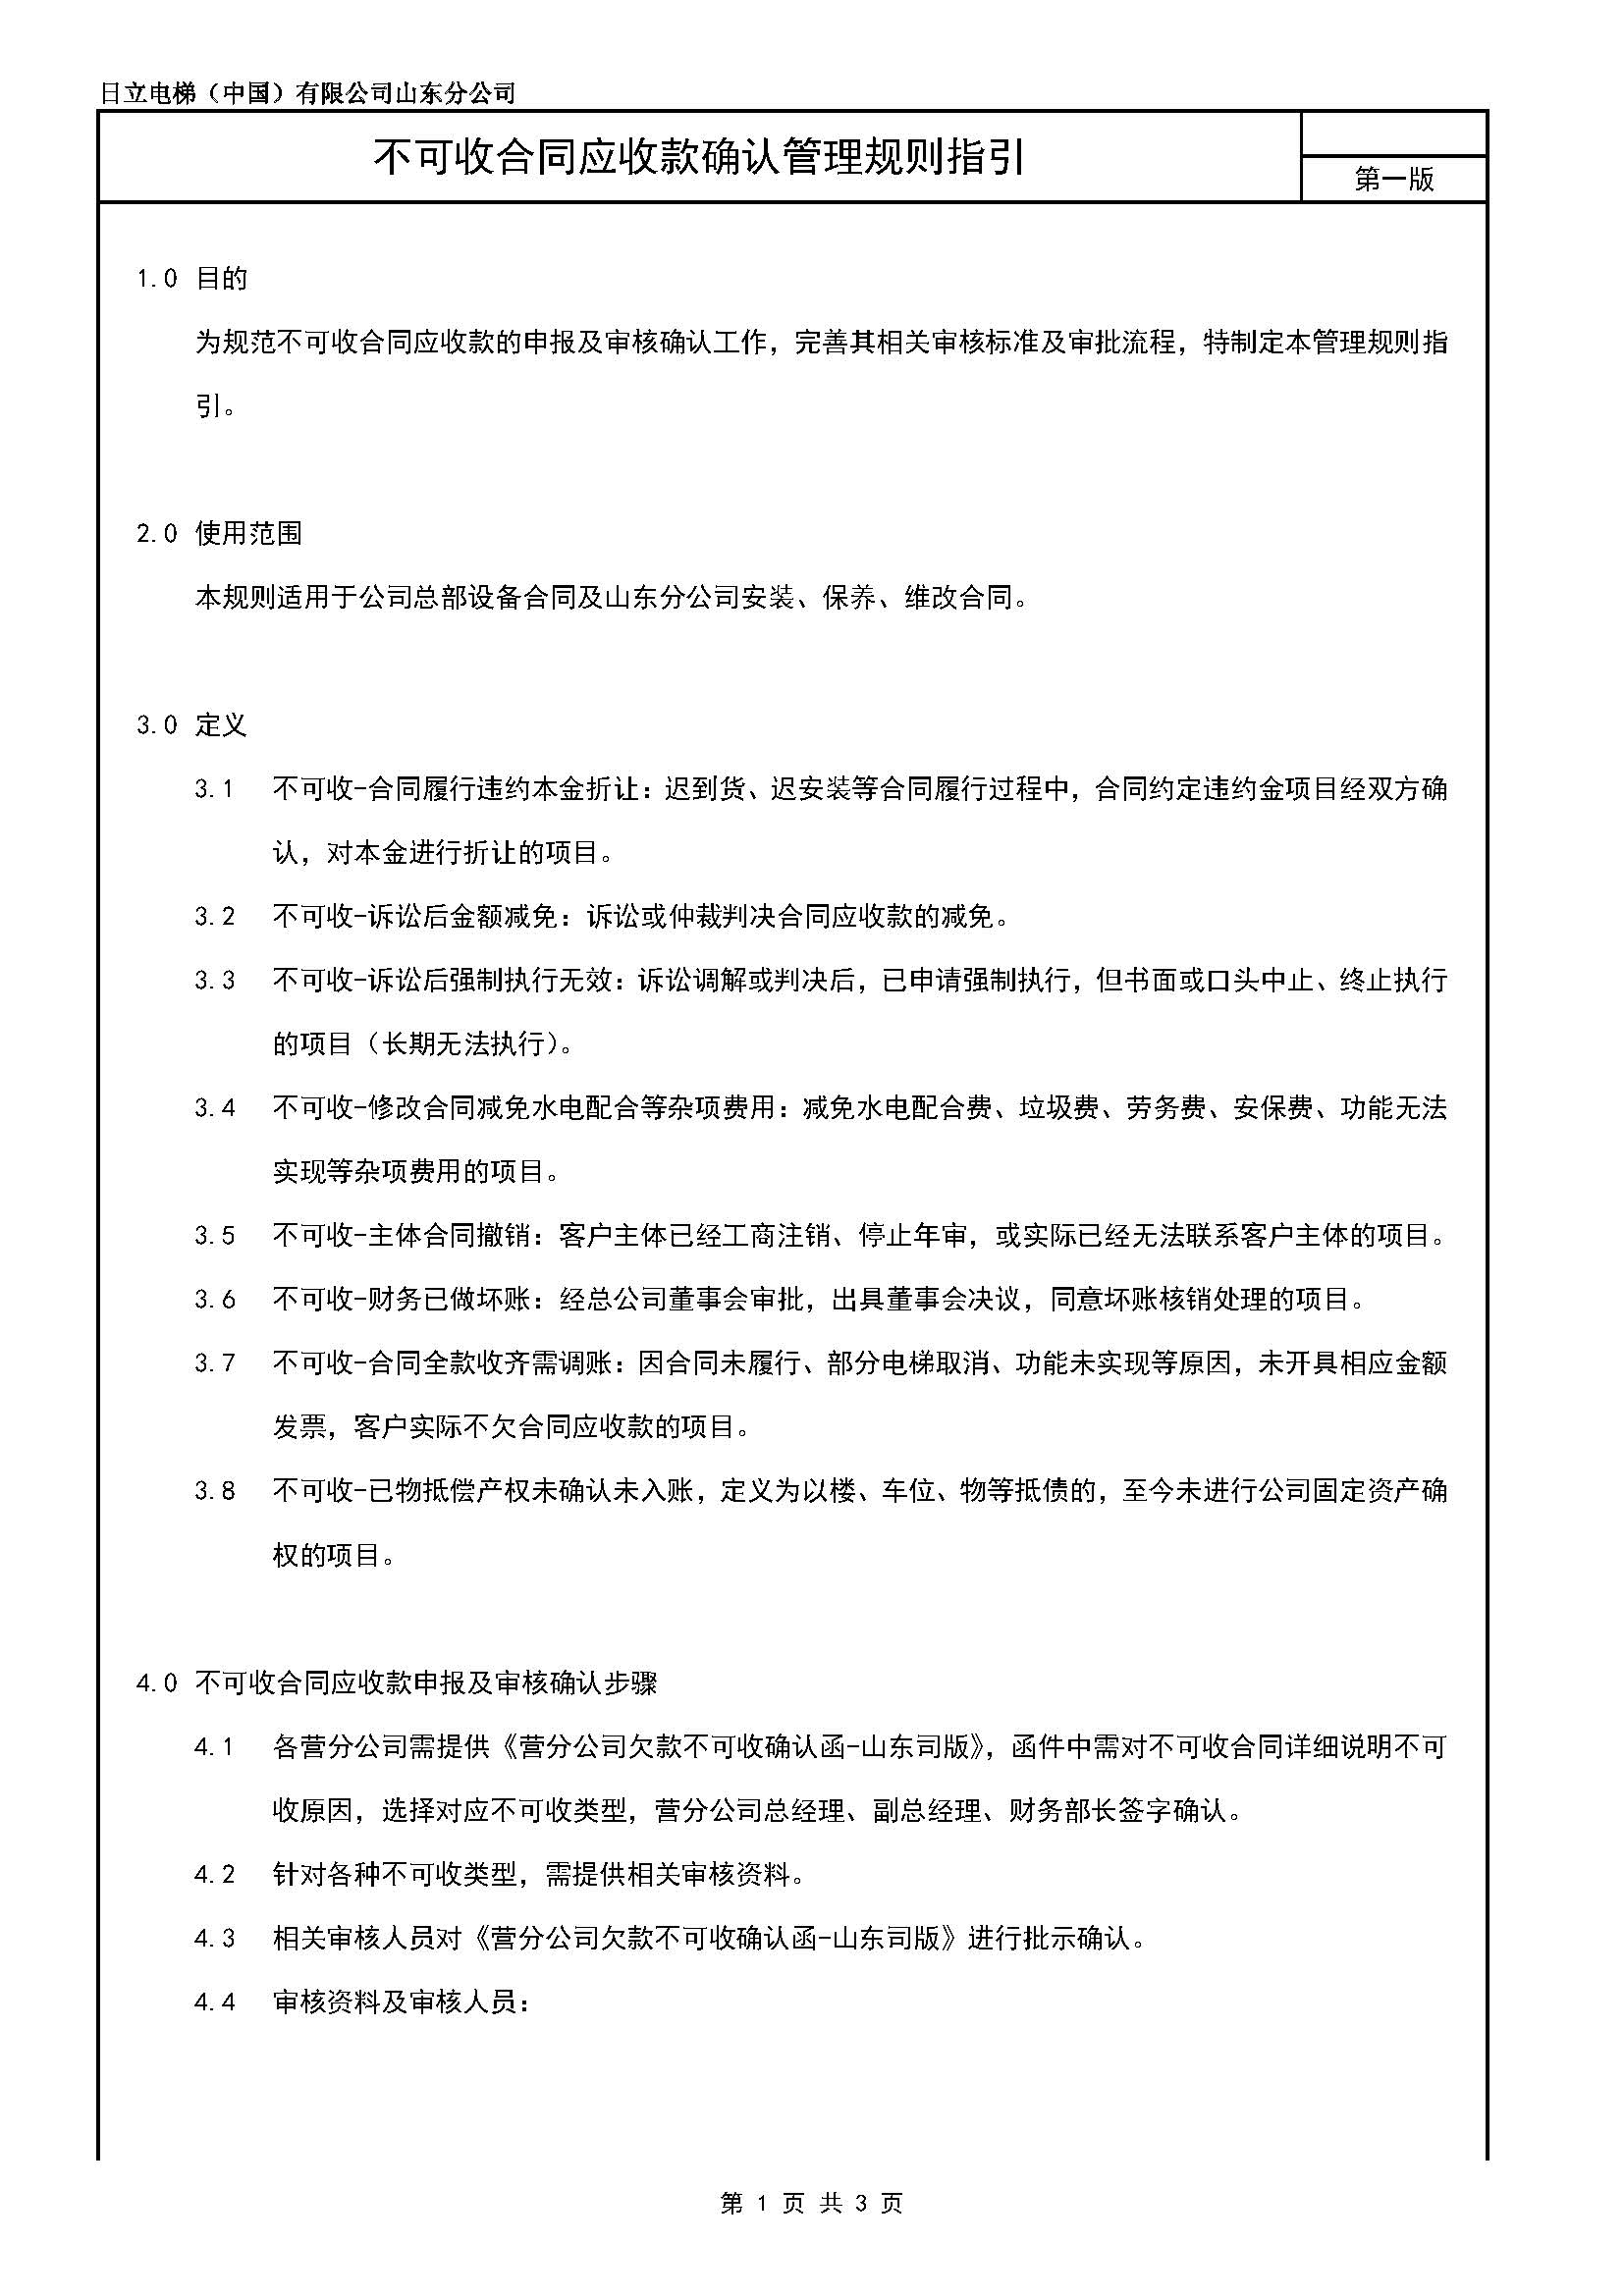 日立电梯（中国）有限公司山东分公司
不可收合同应收款确认管理规则指引
第一版
1.0 目的
为规范不可收合同应收款的申报及审核确认工作，完善其相关审核标准及审批流程，特制定本管理规则指
引。
2.0 使用范围
本规则适用于公司总部设备合同及山东分公司安装、保养、维改合同。
3.0 定义
3.1 不可收-合同履行违约本金折让：迟到货、迟安装等合同履行过程中，合同约定违约金项目经双方确
认，对本金进行折让的项目。
3.2 不可收-诉讼后金额减免：诉讼或仲裁判决合同应收款的减免。
3.3 不可收-诉讼后强制执行无效：诉讼调解或判决后，已申请强制执行，但书面或口头中止、终止执行
的项目（长期无法执行）。
3.4 不可收-修改合同减免水电配合等杂项费用：减免水电配合费、垃圾费、劳务费、安保费、功能无法
实现等杂项费用的项目。
3.5 不可收-主体合同撤销：客户主体已经工商注销、停止年审，或实际已经无法联系客户主体的项目。
3.6 不可收-财务已做坏账：经总公司董事会审批，出具董事会决议，同意坏账核销处理的项目。
3.7 不可收-合同全款收齐需调账：因合同未履行、部分电梯取消、功能未实现等原因，未开具相应金额
发票，客户实际不欠合同应收款的项目。
3.8 不可收-已物抵偿产权未确认未入账，定义为以楼、车位、物等抵债的，至今未进行公司固定资产确
权的项目。
4.0 不可收合同应收款申报及审核确认步骤
4.1 各营分公司需提供《营分公司欠款不可收确认函-山东司版》，函件中需对不可收合同详细说明不可
收原因，选择对应不可收类型，营分公司总经理、副总经理、财务部长签字确认。
4.2 针对各种不可收类型，需提供相关审核资料。
4.3 相关审核人员对《营分公司欠款不可收确认函-山东司版》进行批示确认。
4.4 审核资料及审核人员：
第 1 页 共 3 页